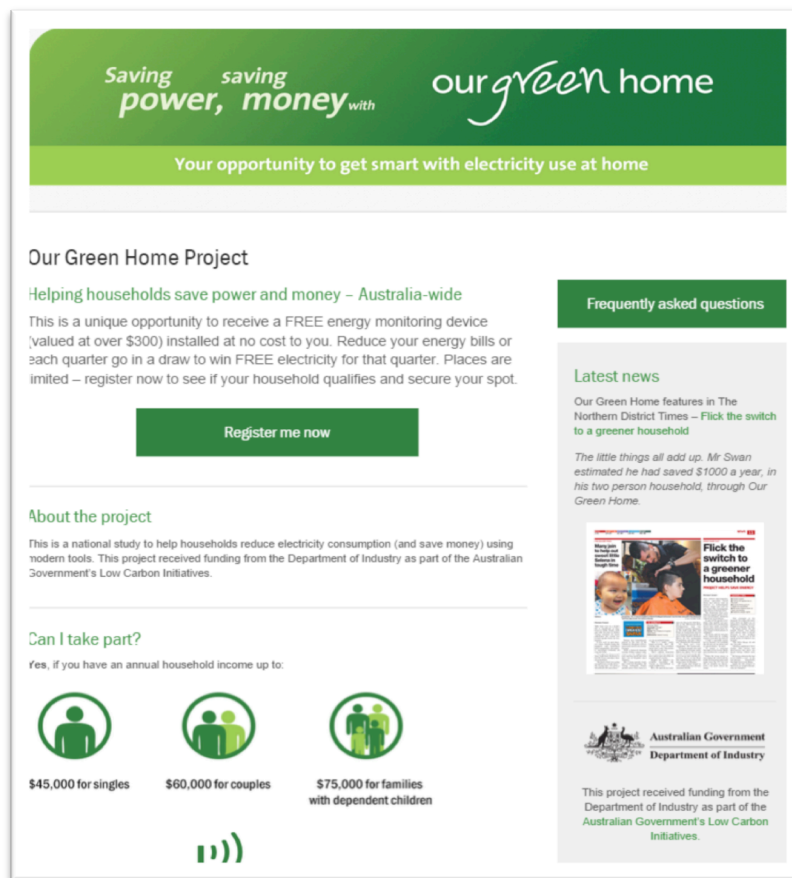 Saving saving
power, money with
our green home
Your opportunity to get smart with electricity use at home
Our Green Home Project
Helping households save power and money – Australia-wide
This is a unique opportunity to receive a FREE energy monitoring device
(valued at over $300) installed at no cost to you. Reduce your energy bills or
each quarter go in a draw to win FREE electricity for that quarter. Places are
limited – register now to see if your household qualifies and secure your spot.
Register me now
About the project
This is a national study to help households reduce electricity consumption (and save money) using
modern tools. This project received funding from the Department of Industry as part of the Australian
Government's Low Carbon Initiatives.
Can I take part?
Yes, if you have an annual household income up to:
$45,000 for singles
$60,000 for couples
$75,000 for families
with dependent children
Frequently asked questions
Latest news
Our Green Home features in The
Northern District Times – Flick the switch
to a greener household
The little things all add up. Mr Swan
estimated he had saved $1000 a year, in
his two person household, through Our
Green Home.
Many join
to help out
sweet little
in
tough time
Flick the
switch to
a greener
household
Australian Government
Department of Industry
This project received funding from the
Department of Industry as part of the
Australian Government's Low Carbon
Initiatives.